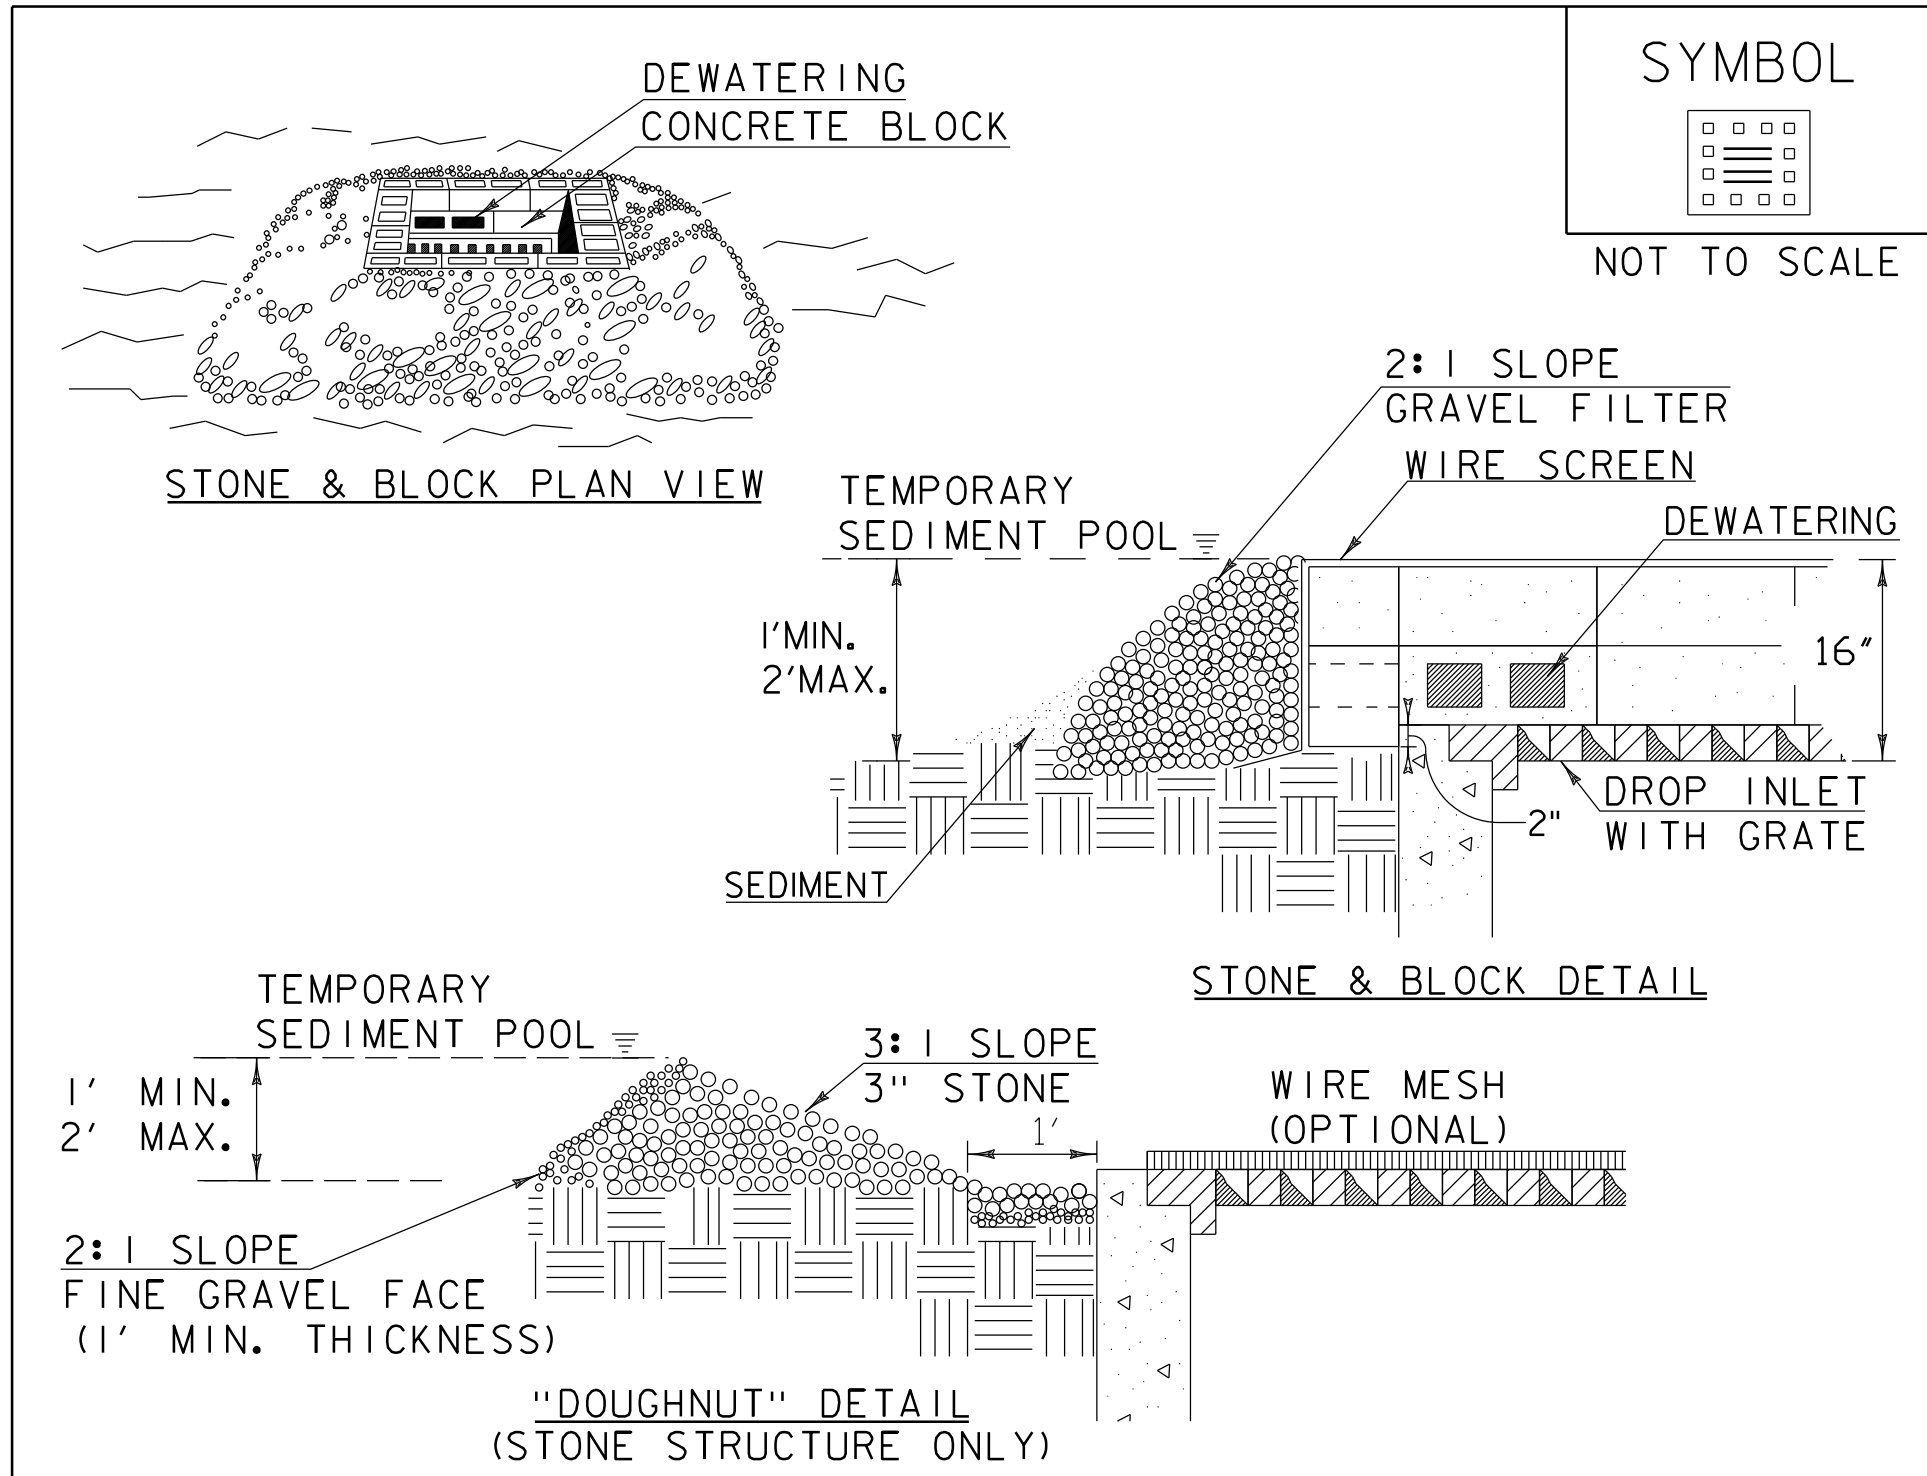 DEWATERING
CONCRETE BLOCK
SYMBOL
NOT TO SCALE
STONE & BLOCK PLAN VIEW
2:1 SLOPE
GRAVEL FILTER
WIRE SCREEN
DEWATERING
TEMPORARY
SEDIMENT POOL
1'MIN.
2'MAX.
16"
2"
DROP INLET
WITH GRATE
SEDIMENT
STONE & BLOCK DETAIL
TEMPORARY
SEDIMENT POOL
1' MIN.
2' MAX.
3:1 SLOPE
3" STONE
1'
WIRE MESH
(OPTIONAL)
2:1 SLOPE
FINE GRAVEL FACE
(1' MIN. THICKNESS)
"DOUGHNUT" DETAIL
(STONE STRUCTURE ONLY)